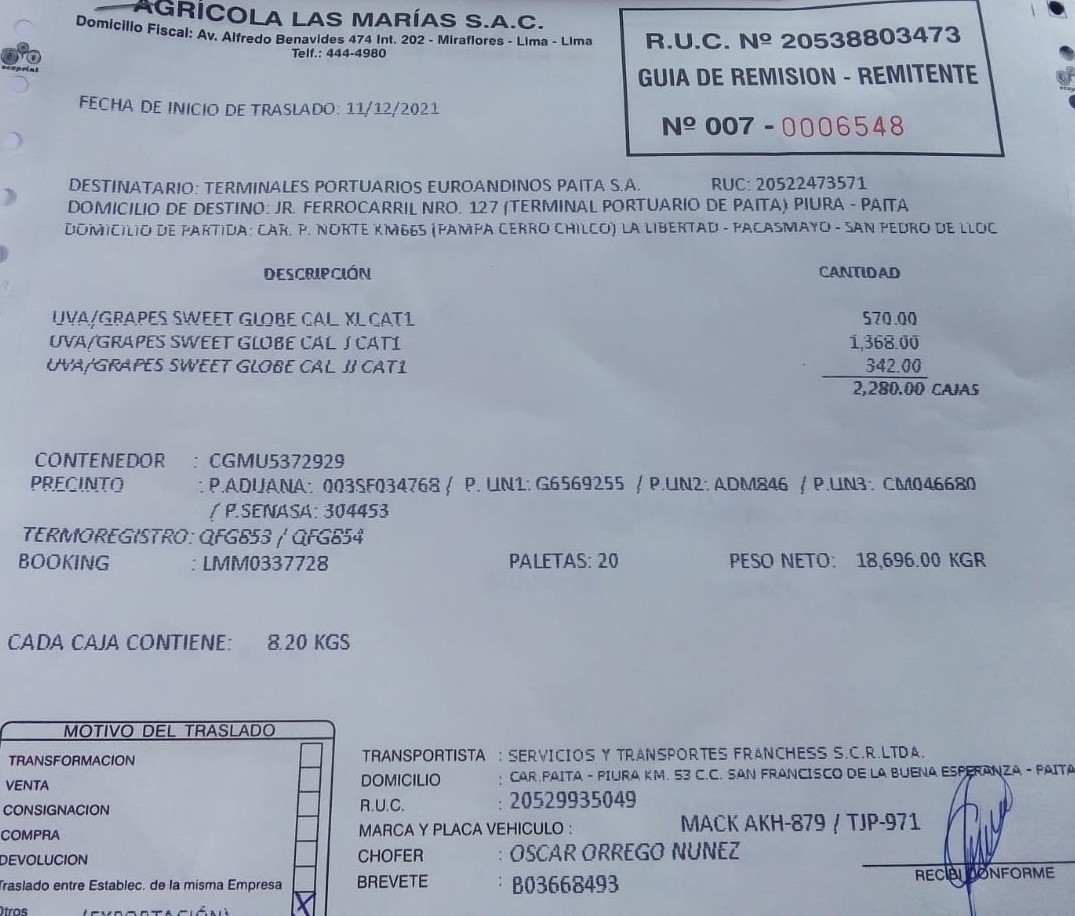 AGRÍCOLA LAS MARÍAS S.A.C.
Domicilio Fiscal: Av. Alfredo Benavides 474 Int. 202 - Miraflores - Lima - Lima
Telf.: 444-4980
ecoprint
R.U.C. Nº 20538803473
GUIA DE REMISION - REMITENTE
Nº 007 - 0006548
FECHA DE INICIO DE TRASLADO: 11/12/2021
DESTINATARIO: TERMINALES PORTUARIOS EUROANDINOS PAITA S.A. RUC: 20522473571
DOMICILIO DE DESTINO: JR. FERROCARRIL NRO. 127 (TERMINAL PORTUARIO DE PAITA) PIURA - PAITA
DOMICILIO DE PARTIDA: CAR. P. NORTE KM665 (PAMPA CERRO CHILCO) LA LIBERTAD - PACASMAYO - SAN PEDRO DE LLOC
DESCRIPCIÓN CANTIDAD
UVA/GRAPES SWEET GLOBE CAL XL CAT1 570.00
UVA/GRAPES SWEET GLOBE CAL J CAT1 1,368.00
UVA/GRAPES SWEET GLOBE CAL JJ CAT1 342.00
2,280.00 CAJAS
CONTENEDOR : CGMU5372929
PRECINTO : P.ADUANA: 003SF034768 / P. UN1: G6569255 / P.UN2: ADM846 / P.UN3: CM046680
/ P.SENASA: 304453
TERMOREGISTRO: QFG853 / QFG854
BOOKING : LMM0337728 PALETAS: 20 PESO NETO: 18,696.00 KGR
CADA CAJA CONTIENE: 8.20 KGS
MOTIVO DEL TRASLADO
TRANSFORMACION
VENTA
CONSIGNACION
COMPRA
DEVOLUCION
Traslado entre Establec. de la misma Empresa
Otros (EXPORTACIÓN) X
TRANSPORTISTA : SERVICIOS Y TRANSPORTES FRANCHESS S.C.R.LTDA.
DOMICILIO : CAR.PAITA - PIURA KM. 53 C.C. SAN FRANCISCO DE LA BUENA ESPERANZA - PAITA
R.U.C. : 20529935049
MARCA Y PLACA VEHICULO : MACK AKH-879 / TJP-971
CHOFER : OSCAR ORREGO NUNEZ
BREVETE : B03668493
RECIBI CONFORME